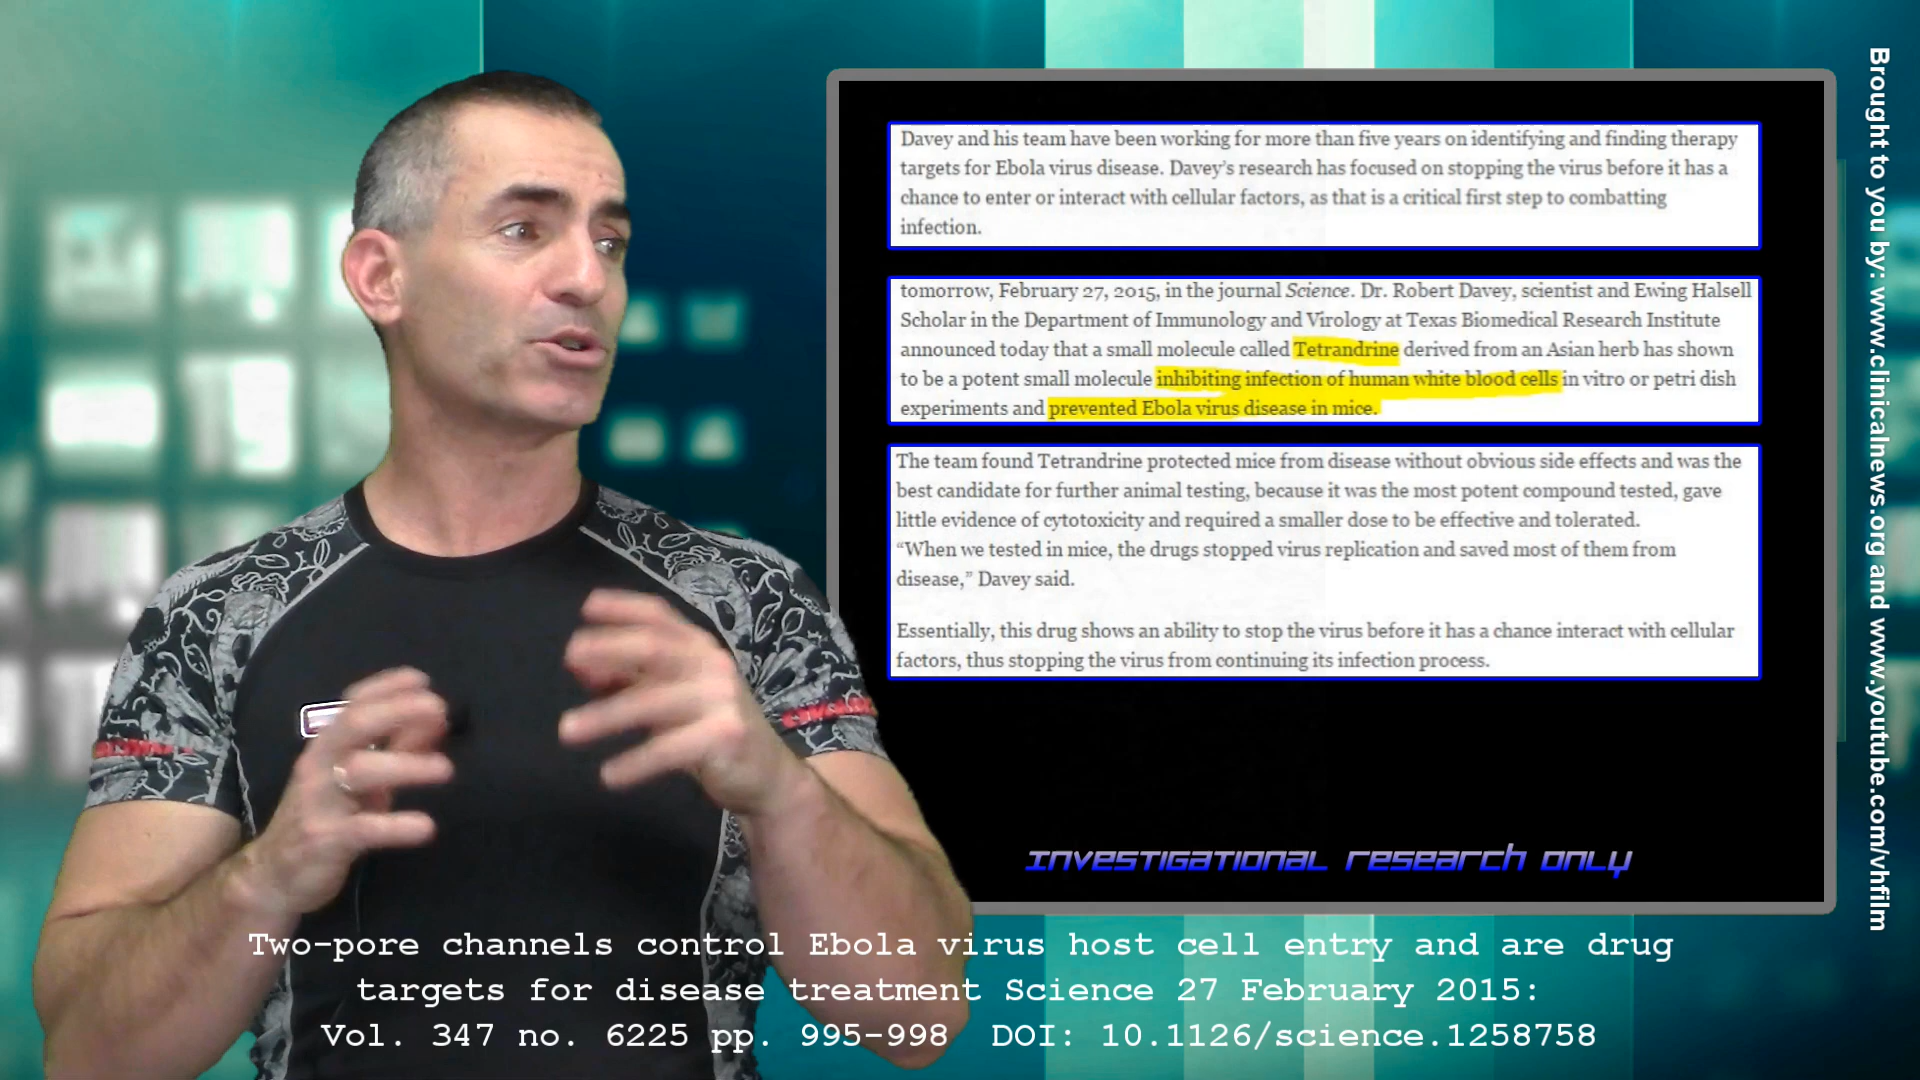 Davey and his team have been working for more than five years on identifying and finding therapy
targets for Ebola virus disease. Davey's research has focused on stopping the virus before it has a
chance to enter or interact with cellular factors, as that is a critical first step to combatting
infection.
tomorrow, February 27, 2015, in the journal Science. Dr. Robert Davey, scientist and Ewing Halsell
Scholar in the Department of Immunology and Virology at Texas Biomedical Research Institute
announced today that a small molecule called Tetrandrine derived from an Asian herb has shown
to be a potent small molecule inhibiting infection of human white blood cells in vitro or petri dish
experiments and prevented Ebola virus disease in mice.
The team found Tetrandrine protected mice from disease without obvious side effects and was the
best candidate for further animal testing, because it was the most potent compound tested, gave
little evidence of cytotoxicity and required a smaller dose to be effective and tolerated.
“When we tested in mice, the drugs stopped virus replication and saved most of them from
disease,” Davey said.
Essentially, this drug shows an ability to stop the virus before it has a chance interact with cellular
factors, thus stopping the virus from continuing its infection process.
Investigational research only
Two-pore channels control Ebola virus host cell entry and are drug
targets for disease treatment Science 27 February 2015:
Vol. 347 no. 6225 pp. 995-998 DOI: 10.1126/science.1258758
Brought to you by: www.clinicalnews.org and www.youtube.com/vhfilm